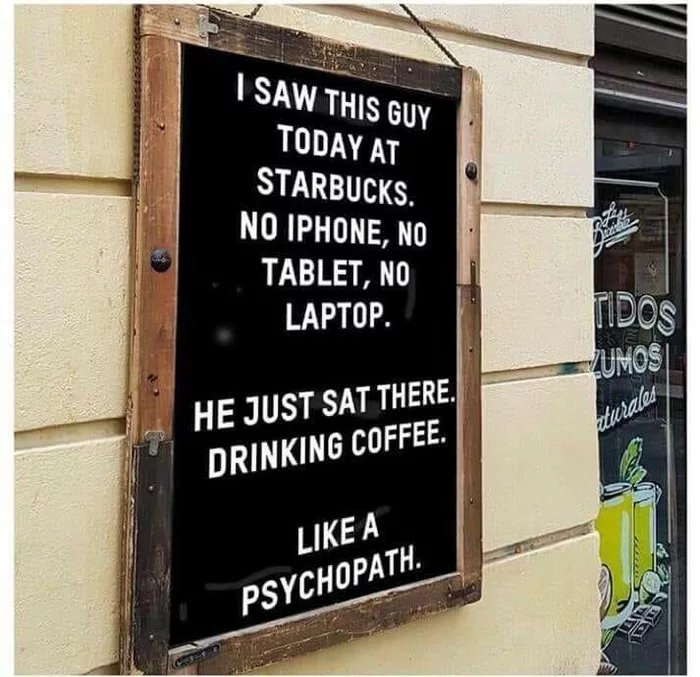 I SAW THIS GUY
TODAY AT
STARBUCKS.
NO IPHONE, NO
TABLET, NO
LAPTOP.
HE JUST SAT THERE.
DRINKING COFFEE.
LIKE A
PSYCHOPATH.
La
TIDOS
ZUMOS
aturales